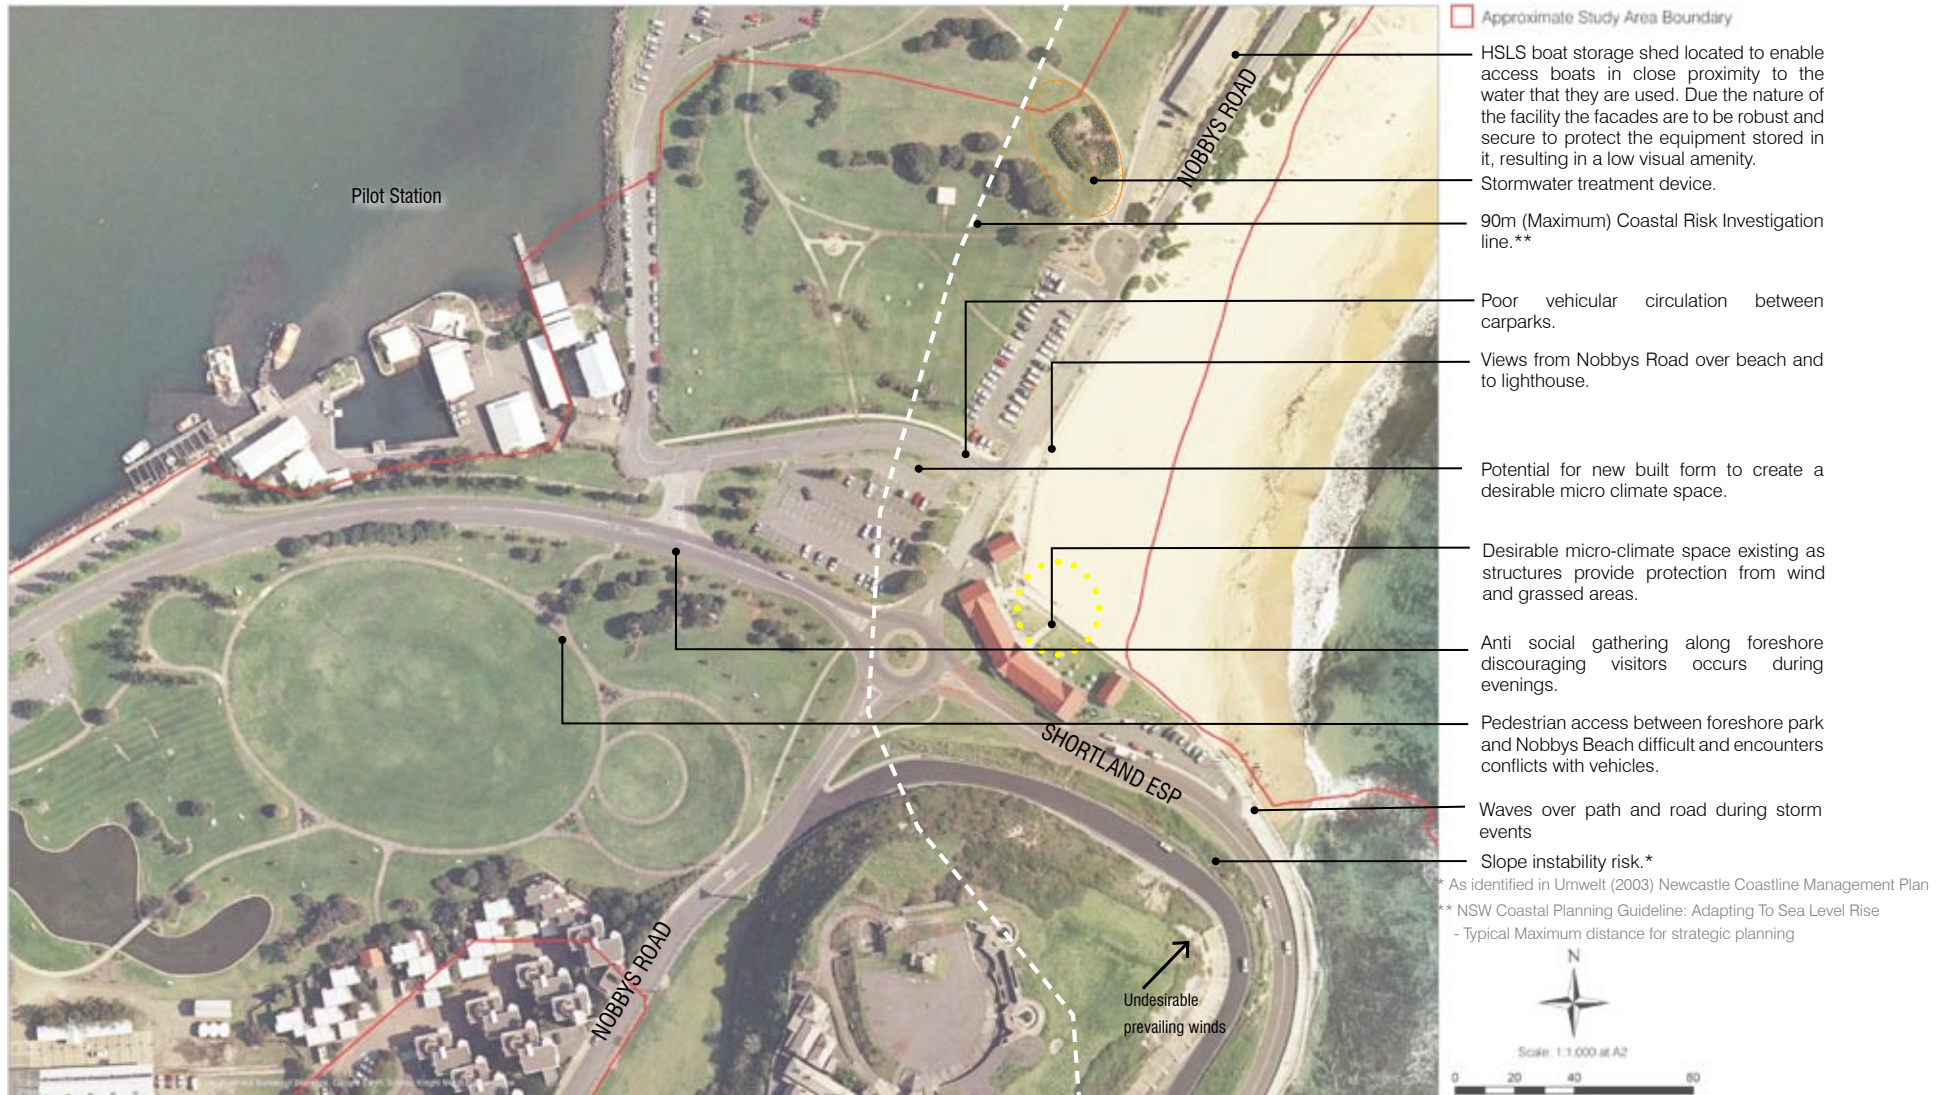 Approximate Study Area Boundary
HSLS boat storage shed located to enable
access boats in close proximity to the
water that they are used. Due the nature of
the facility the facades are to be robust and
secure to protect the equipment stored in
it, resulting in a low visual amenity.
Stormwater treatment device.
90m (Maximum) Coastal Risk Investigation
line.**
Poor vehicular circulation between
carparks.
Views from Nobbys Road over beach and
to lighthouse.
Potential for new built form to create a
desirable micro climate space.
Desirable micro-climate space existing as
structures provide protection from wind
and grassed areas.
Anti social gathering along foreshore
discouraging visitors occurs during
evenings.
Pedestrian access between foreshore park
and Nobbys Beach difficult and encounters
conflicts with vehicles.
Waves over path and road during storm
events
Slope instability risk.*
* As identified in Umwelt (2003) Newcastle Coastline Management Plan
** NSW Coastal Planning Guideline: Adapting To Sea Level Rise
- Typical Maximum distance for strategic planning
N
Scale: 1:1,000 at A2
0 20 40 80
Pilot Station
NOBBYS ROAD
SHORTLAND ESP
NOBBYS ROAD
Undesirable
prevailing winds